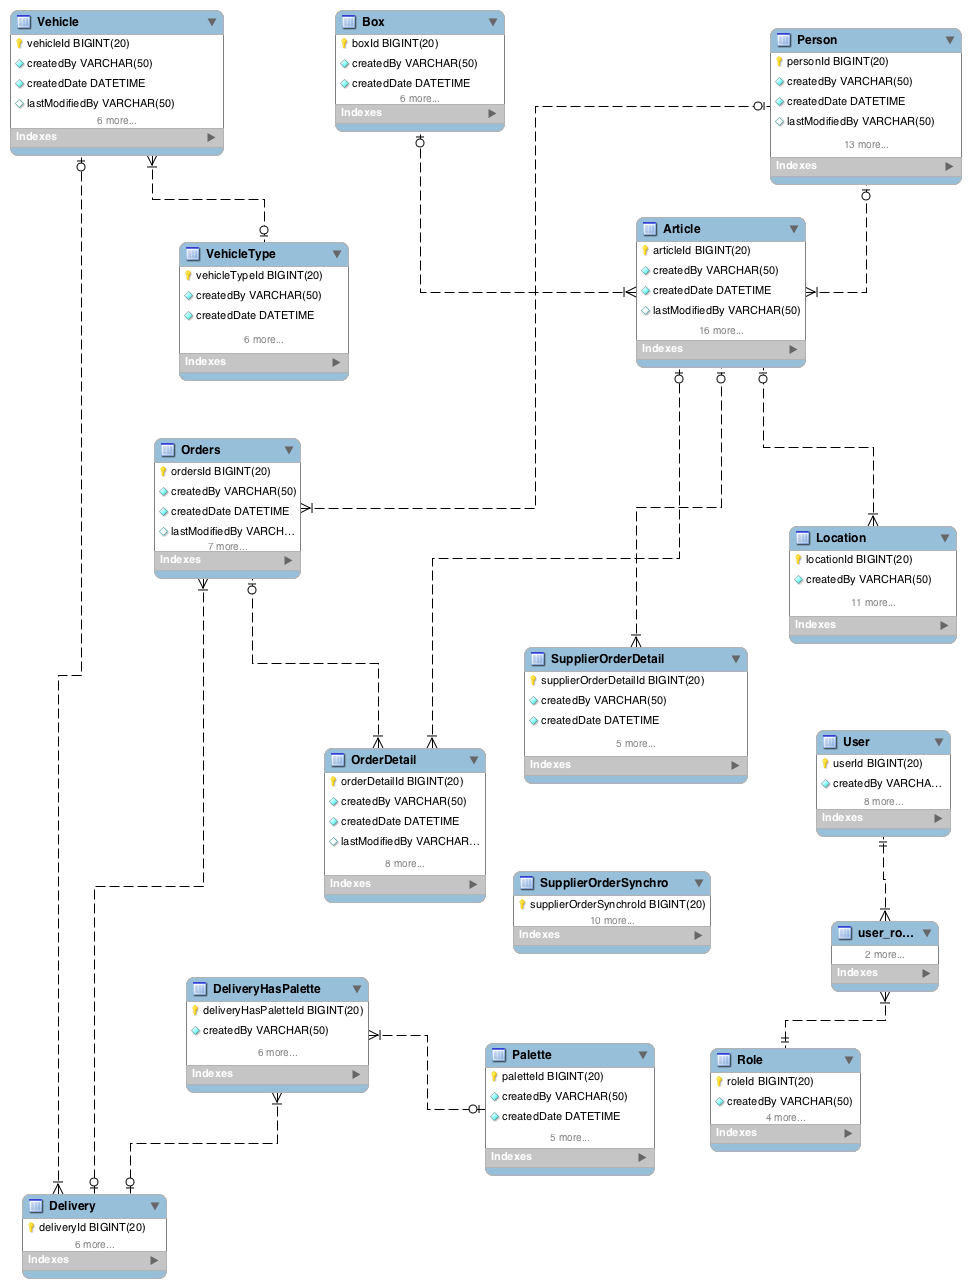 Vehicle
vehicleId BIGINT(20)
createdBy VARCHAR(50)
createdDate DATETIME
lastModifiedBy VARCHAR(50)
6 more...
Indexes
Box
boxId BIGINT(20)
createdBy VARCHAR(50)
createdDate DATETIME
6 more...
Indexes
Person
personId BIGINT(20)
createdBy VARCHAR(50)
createdDate DATETIME
lastModifiedBy VARCHAR(50)
13 more...
Indexes
VehicleType
vehicleTypeId BIGINT(20)
createdBy VARCHAR(50)
createdDate DATETIME
6 more...
Indexes
Article
articleId BIGINT(20)
createdBy VARCHAR(50)
createdDate DATETIME
lastModifiedBy VARCHAR(50)
16 more...
Indexes
Orders
ordersId BIGINT(20)
createdBy VARCHAR(50)
createdDate DATETIME
lastModifiedBy VARCH...
7 more...
Indexes
Location
locationId BIGINT(20)
createdBy VARCHAR(50)
11 more...
Indexes
SupplierOrderDetail
supplierOrderDetailId BIGINT(20)
createdBy VARCHAR(50)
createdDate DATETIME
5 more...
Indexes
OrderDetail
orderDetailId BIGINT(20)
createdBy VARCHAR(50)
createdDate DATETIME
lastModifiedBy VARCHAR...
8 more...
Indexes
User
userId BIGINT(20)
createdBy VARCHA...
8 more...
Indexes
SupplierOrderSynchro
supplierOrderSynchroId BIGINT(20)
10 more...
Indexes
user_ro...
2 more...
Indexes
DeliveryHasPalette
deliveryHasPaletteId BIGINT(20)
createdBy VARCHAR(50)
6 more...
Indexes
Palette
paletteId BIGINT(20)
createdBy VARCHAR(50)
createdDate DATETIME
5 more...
Indexes
Role
roleId BIGINT(20)
createdBy VARCHAR(50)
4 more...
Indexes
Delivery
deliveryId BIGINT(20)
6 more...
Indexes